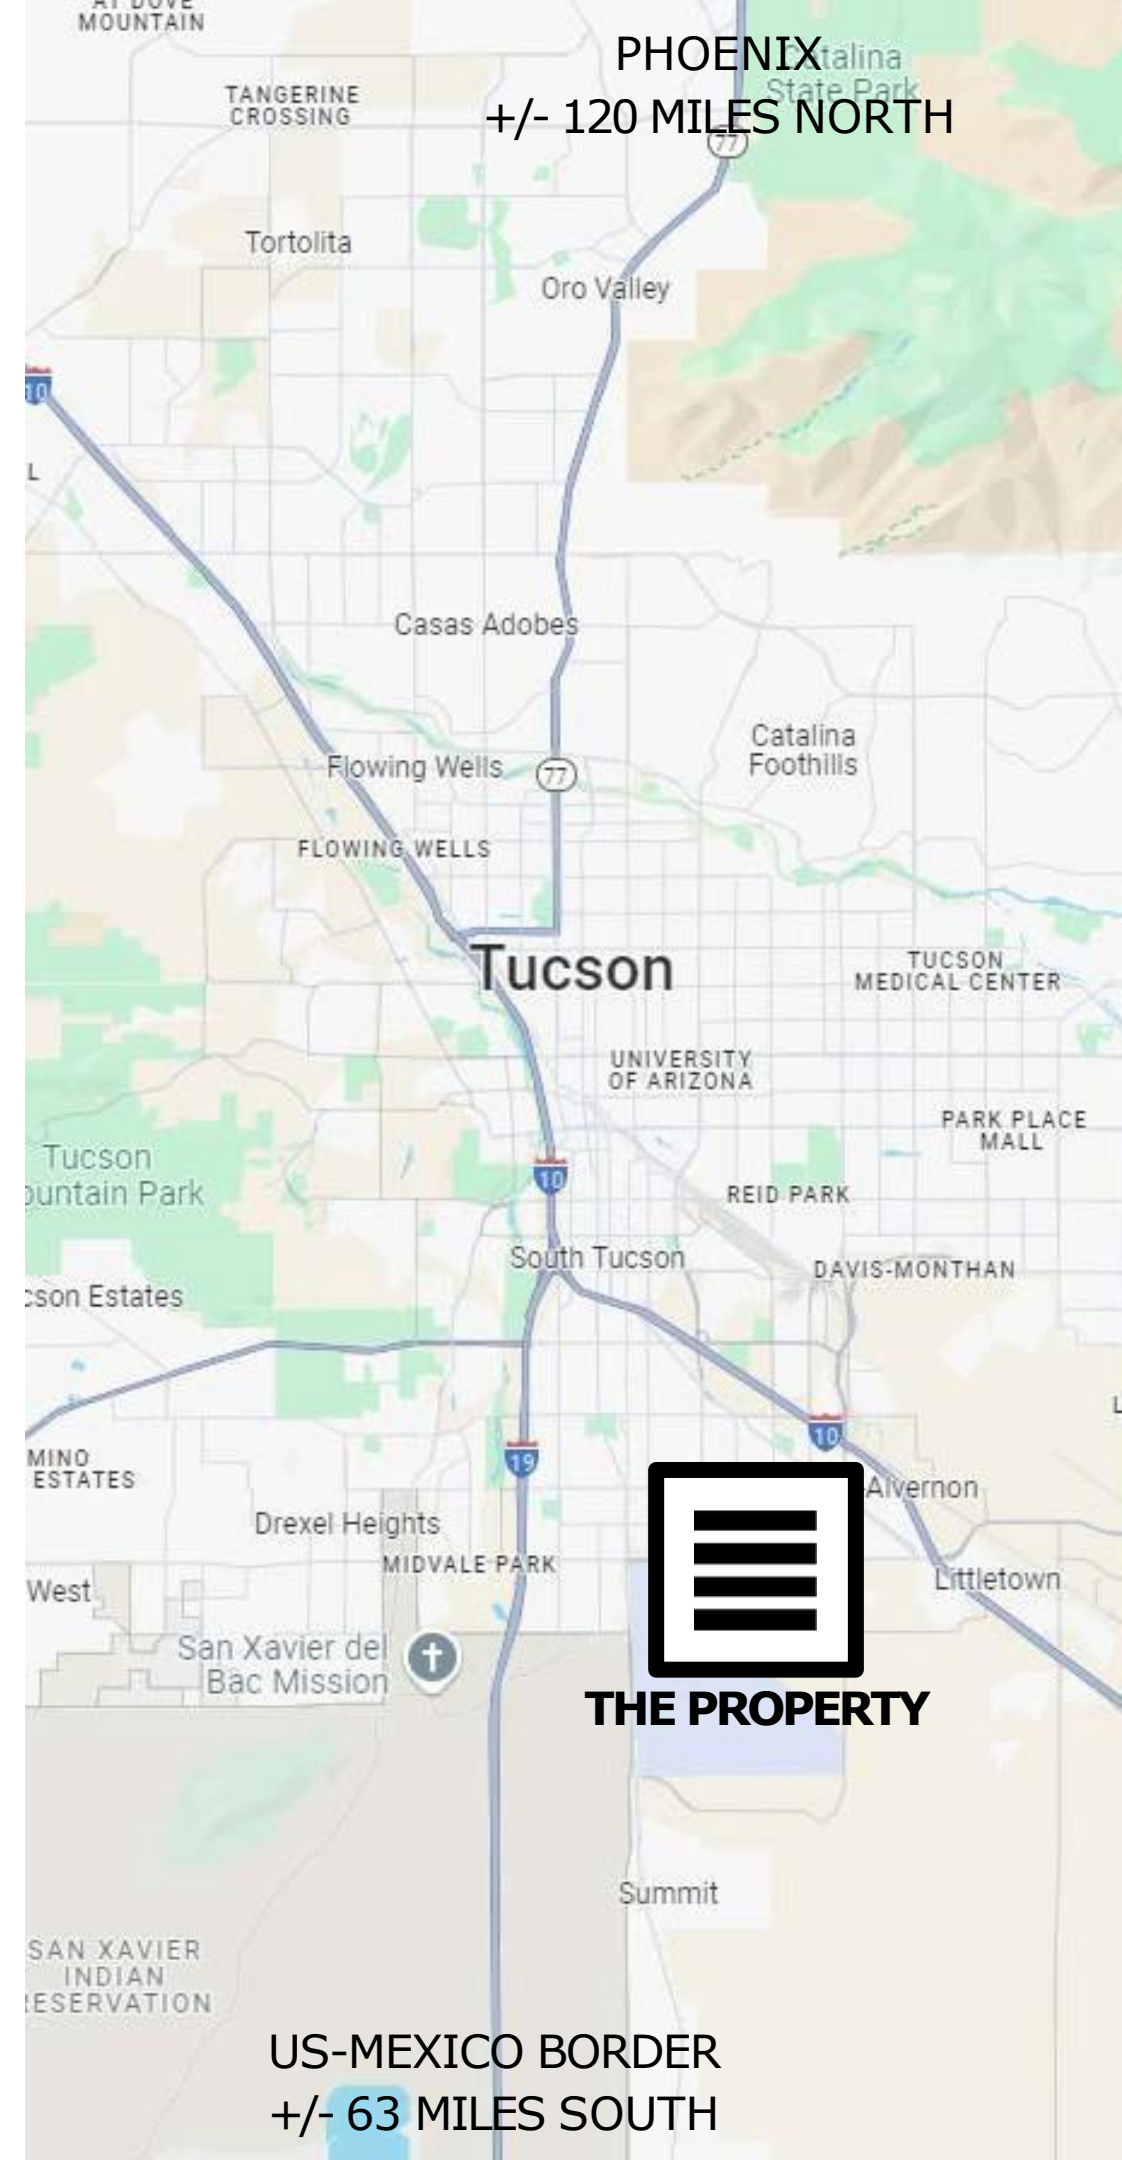 MOUNTAIN
PHOENIX
+/- 120 MILES NORTH
Catalina
State Park
TANGERINE
CROSSING
77
Tortolita
Oro Valley
10
L
Casas Adobes
Catalina
Foothills
Flowing Wells
77
FLOWING WELLS
Tucson
TUCSON
MEDICAL CENTER
UNIVERSITY
OF ARIZONA
PARK PLACE
MALL
Tucson
ountain Park
10
REID PARK
South Tucson
DAVIS-MONTHAN
cson Estates
L
10
MINO
ESTATES
19
Alvernon
Drexel Heights
MIDVALE PARK
West
Littletown
San Xavier del
Bac Mission
THE PROPERTY
Summit
SAN XAVIER
INDIAN
RESERVATION
US-MEXICO BORDER
+/- 63 MILES SOUTH